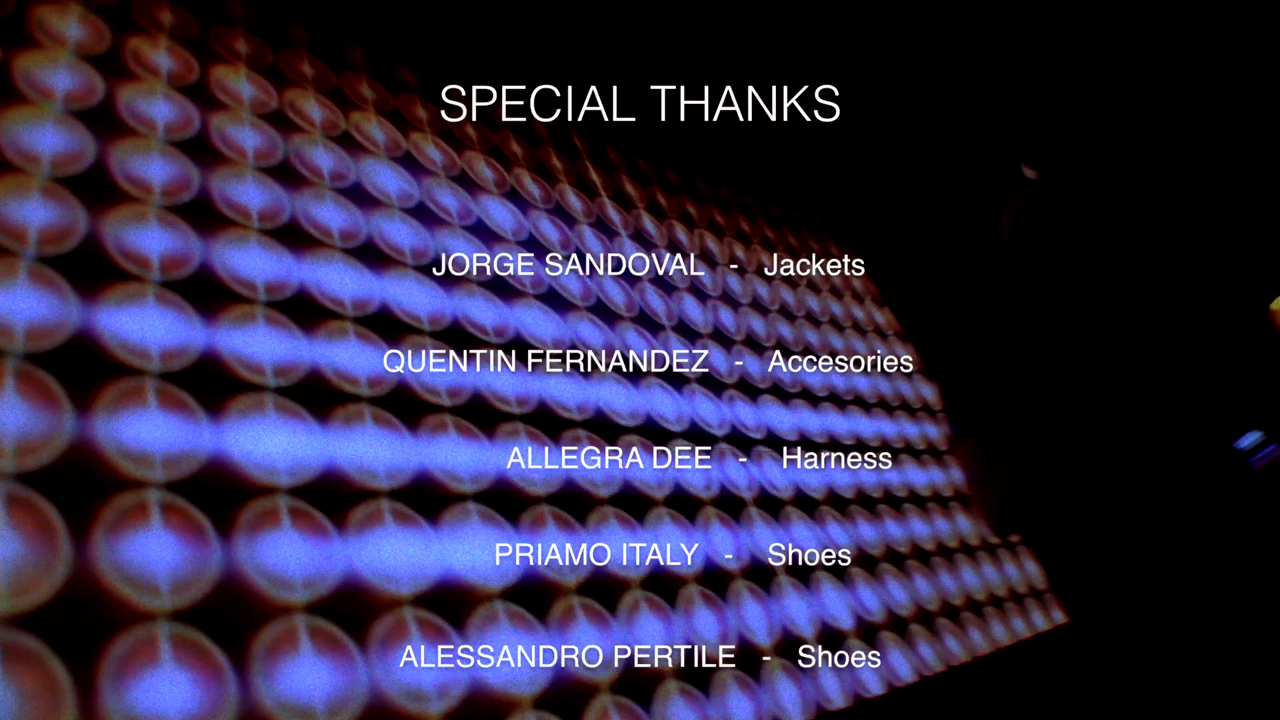 SPECIAL THANKS
JORGE SANDOVAL - Jackets
QUENTIN FERNANDEZ - Accesories
ALLEGRA DEE - Harness
PRIAMO ITALY - Shoes
ALESSANDRO PERTILE - Shoes